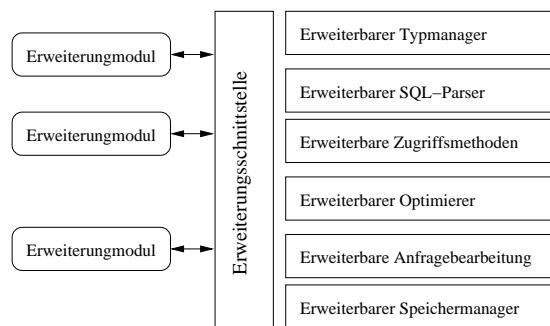 Erweiterungmodul
Erweiterungmodul
Erweiterungmodul
Erweiterungsschnittstelle
Erweiterbarer Typmanager
Erweiterbarer SQL−Parser
Erweiterbare Zugriffsmethoden
Erweiterbarer Optimierer
Erweiterbare Anfragebearbeitung
Erweiterbarer Speichermanager